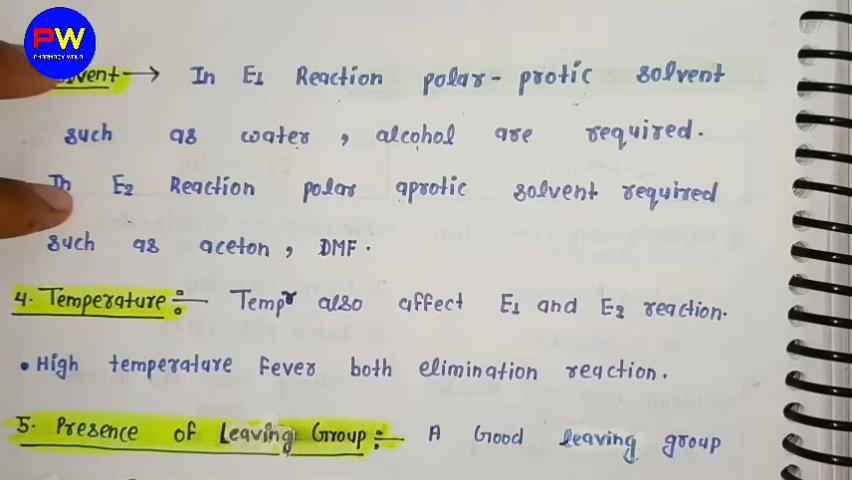 PW
PHARMACY WALA
→ In E1 Reaction polar-protic solvent
such as water, alcohol are required.
In E2 Reaction polar aprotic solvent required
such as aceton, DMF.
4. Temperature ÷ Tempr also affect E1 and E2 reaction.
• High temperature Fever both elimination reaction.
5. Presence of Leaving Group ÷ A Good leaving group